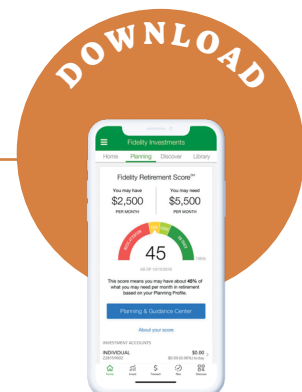 DOWNLOAD
Fidelity Investments
Home Planning Discover Library
Fidelity Retirement Score℠
You may have You may need
$2,500 $5,500
PER MONTH PER MONTH
45
This score means you may have about 45% of
what you may need per month in retirement
based on your Planning Profile.
Planning & Guidance Center
About your score
INVESTMENT ACCOUNTS
INDIVIDUAL $0.00